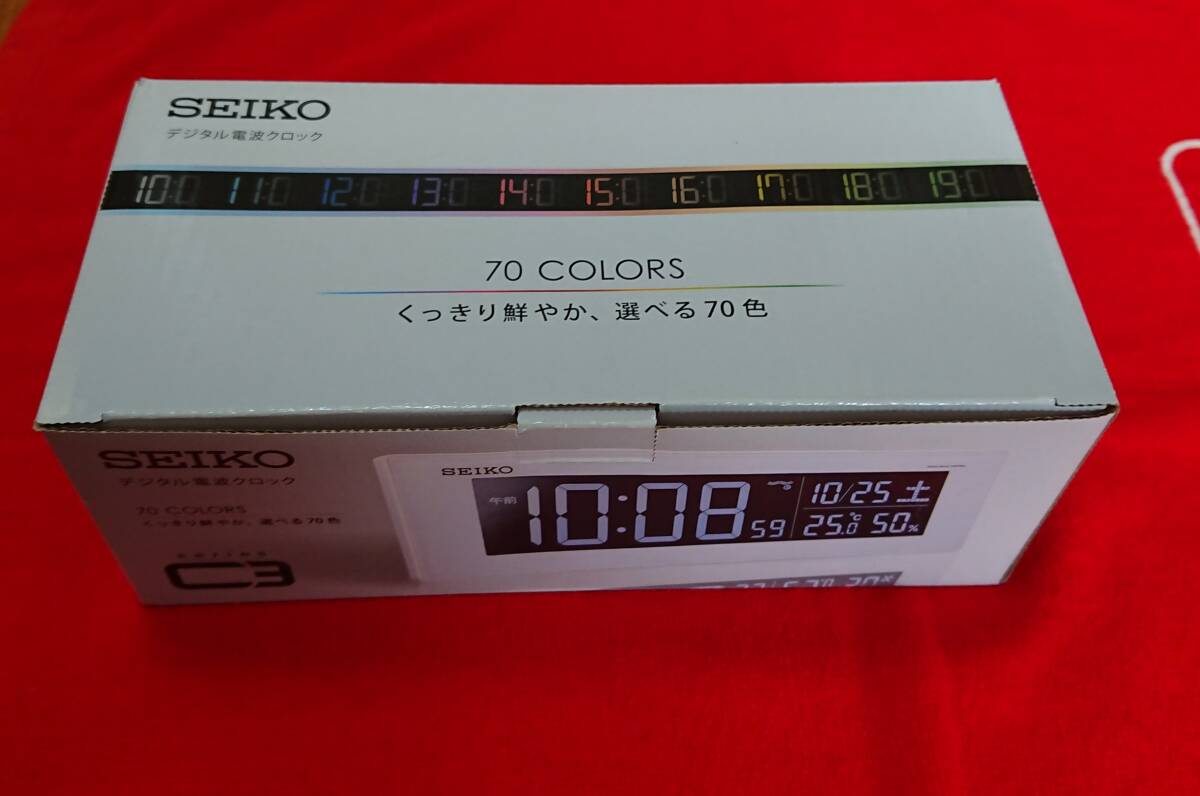 SEIKO
デジタル電波クロック
10:0 11:0 12:0 13:0 14:0 15:0 16:0 17:0 18:0 19:0
70 COLORS
くっきり鮮やか、選べる70色
SEIKO
デジタル電波クロック
70 COLORS
くっきり鮮やか、選べる70色
SERIES
C3
SEIKO
午前 10:08 59
10/25 土
25.0℃ 50%